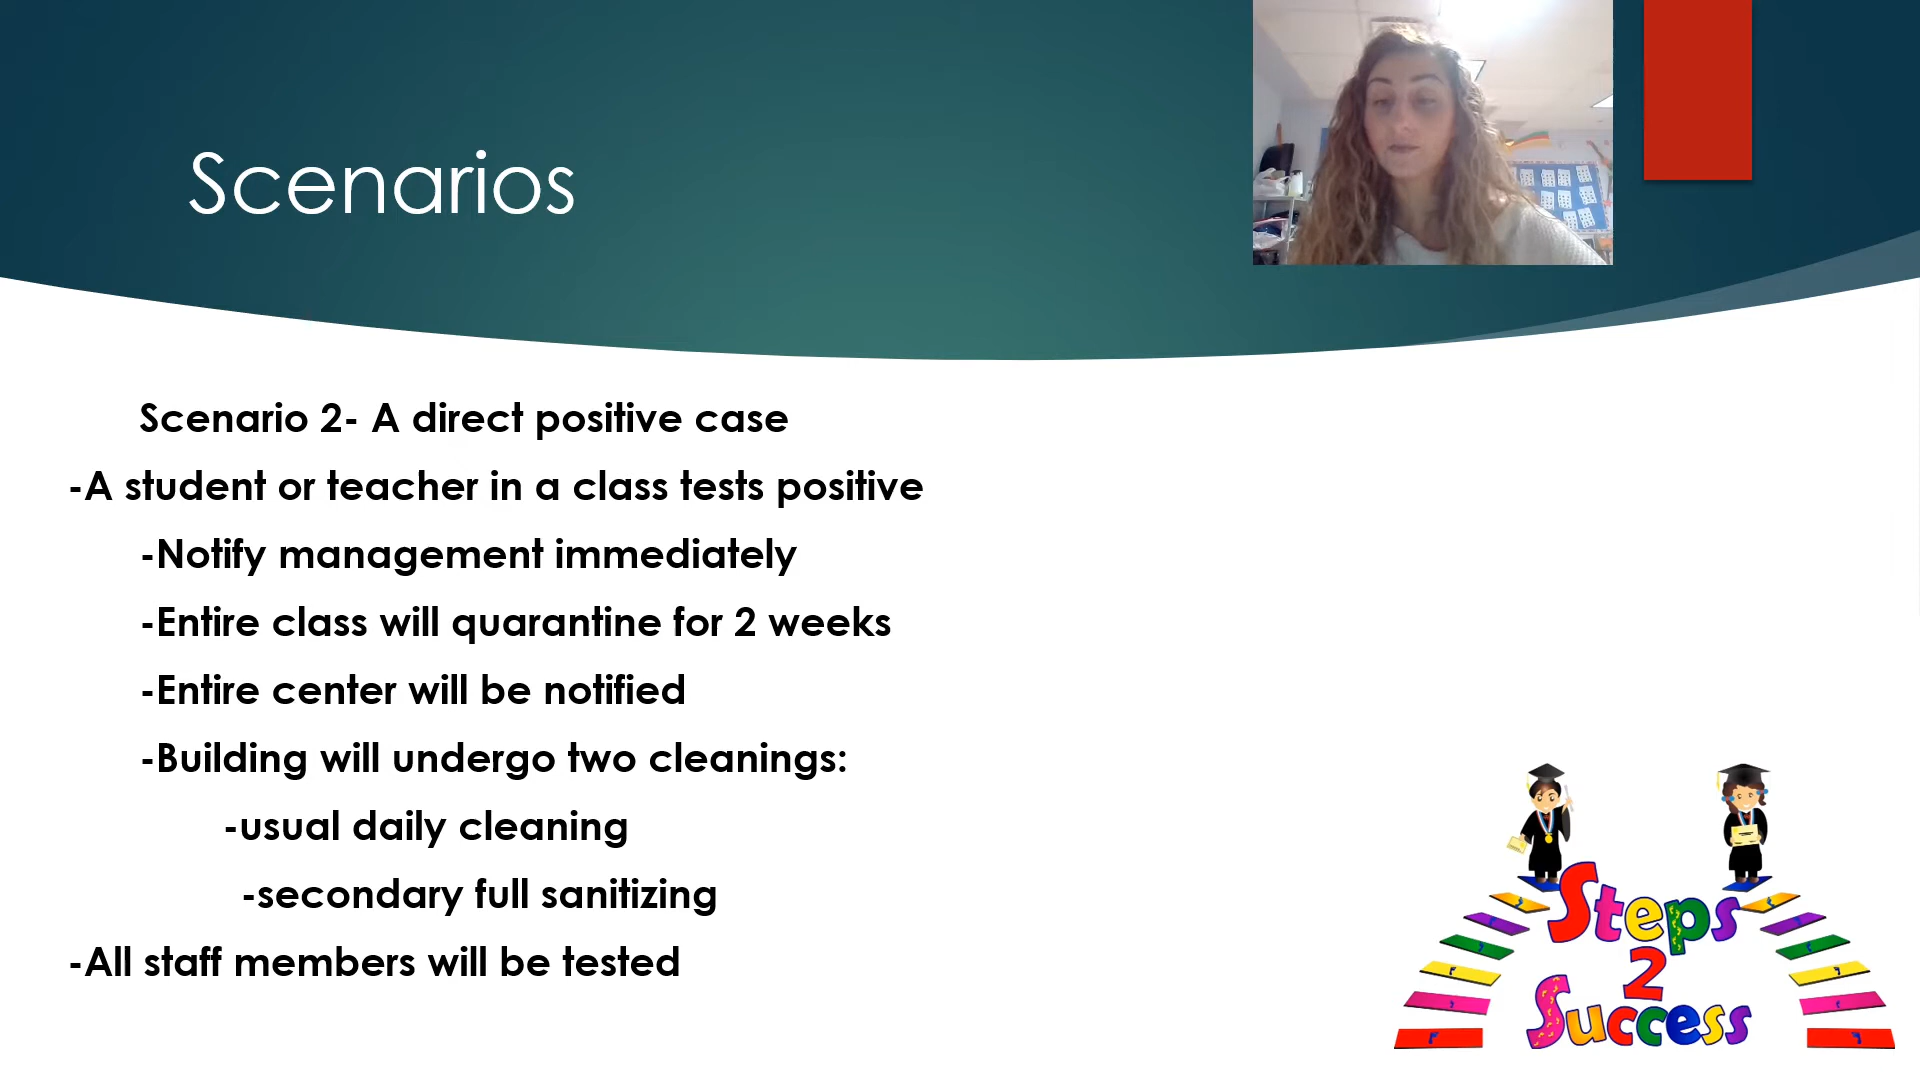 Scenarios
Scenario 2- A direct positive case
-A student or teacher in a class tests positive
-Notify management immediately
-Entire class will quarantine for 2 weeks
-Entire center will be notified
-Building will undergo two cleanings:
-usual daily cleaning
-secondary full sanitizing
-All staff members will be tested
Steps
2
Success